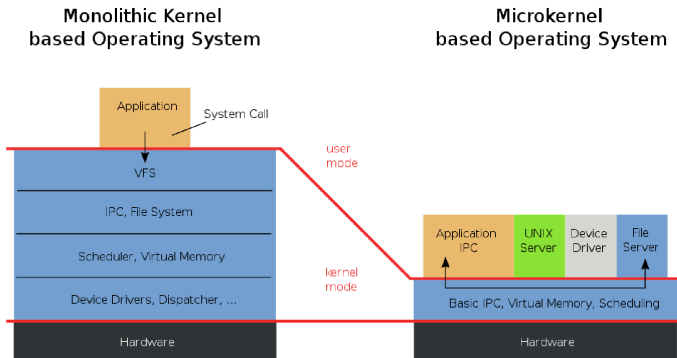 Monolithic Kernel
based Operating System
Microkernel
based Operating System
Application
System Call
user
mode
VFS
IPC, File System
Scheduler, Virtual Memory
kernel
mode
Device Drivers, Dispatcher, ...
Hardware
Application
IPC
UNIX
Server
Device
Driver
File
Server
Basic IPC, Virtual Memory, Scheduling
Hardware